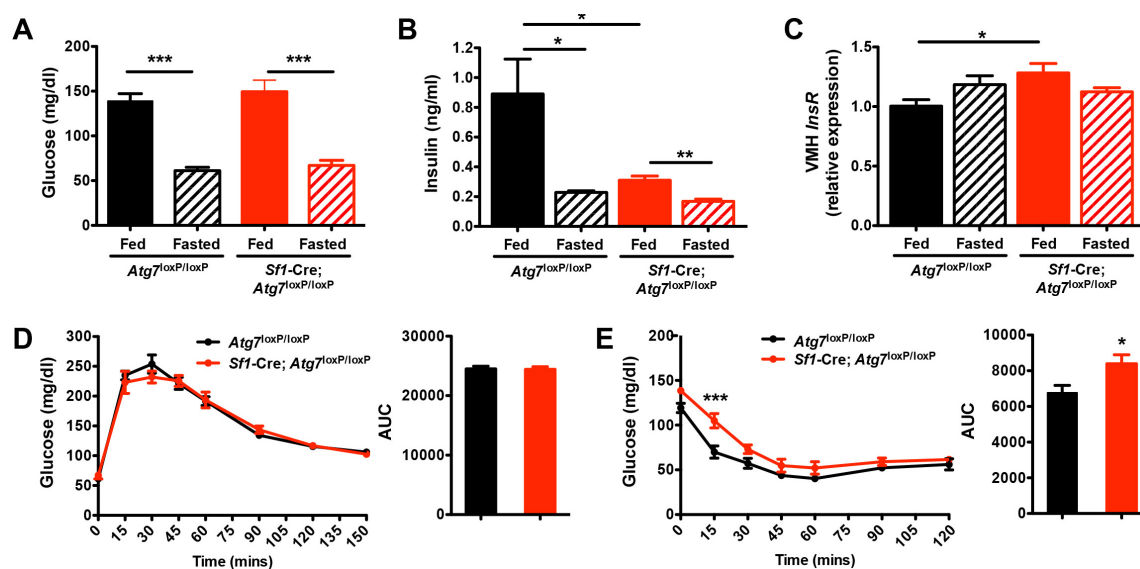 A
Glucose (mg/dl)
200
150
100
50
0
***
***
Fed
Fasted
Fed
Fasted
Atg7loxP/loxP
Sf1-Cre;
Atg7loxP/loxP
B
Insulin (ng/ml)
1.2
1.0
0.8
0.6
0.4
0.2
0.0
*
*
**
Fed
Fasted
Fed
Fasted
Atg7loxP/loxP
Sf1-Cre;
Atg7loxP/loxP
C
VMH InsR
(relative expression)
1.5
1.0
0.5
0.0
*
Fed
Fasted
Fed
Fasted
Atg7loxP/loxP
Sf1-Cre;
Atg7loxP/loxP
D
Glucose (mg/dl)
300
250
200
150
100
50
0
Atg7loxP/loxP
Sf1-Cre; Atg7loxP/loxP
0 15 30 45 60 75 90 105 120 135 150
Time (mins)
AUC
30000
20000
10000
0
E
Glucose (mg/dl)
200
150
100
50
0
***
Atg7loxP/loxP
Sf1-Cre; Atg7loxP/loxP
0 15 30 45 60 75 90 105 120
Time (mins)
AUC
10000
8000
6000
4000
2000
0
*